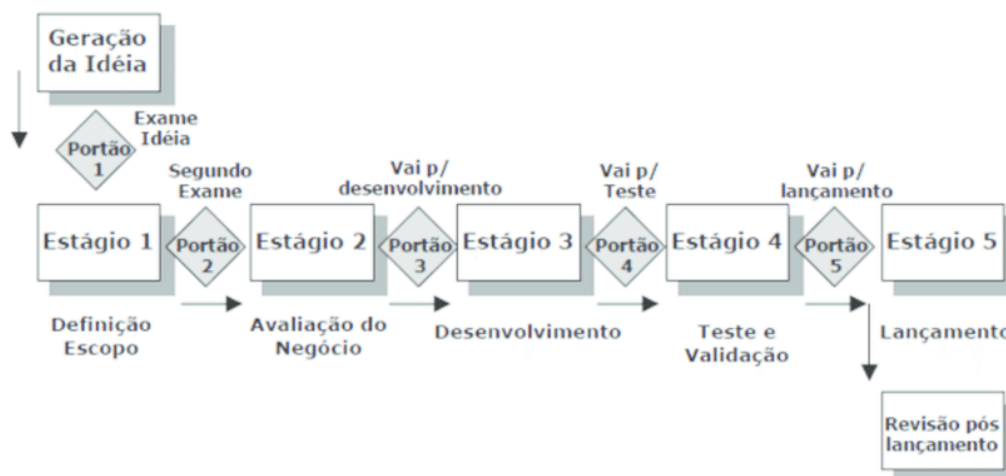 Geração
da Idéia
Exame
Idéia
Portão
1
Segundo
Exame
Vai p/
desenvolvimento
Vai p/
Teste
Vai p/
lançamento
Estágio 1
Portão
2
Estágio 2
Portão
3
Estágio 3
Portão
4
Estágio 4
Portão
5
Estágio 5
Definição
Escopo
Avaliação do
Negócio
Desenvolvimento
Teste e
Validação
Lançamento
Revisão pós
lançamento